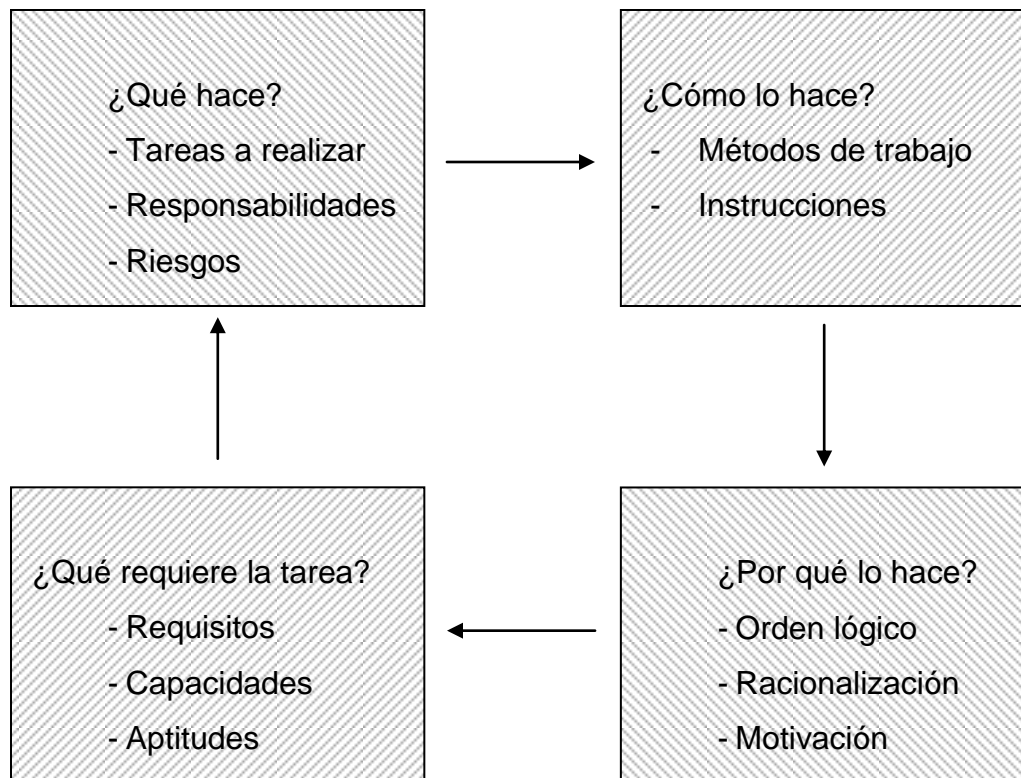 ¿Qué hace?
- Tareas a realizar
- Responsabilidades
- Riesgos
¿Cómo lo hace?
- Métodos de trabajo
- Instrucciones
¿Por qué lo hace?
- Orden lógico
- Racionalización
- Motivación
¿Qué requiere la tarea?
- Requisitos
- Capacidades
- Aptitudes